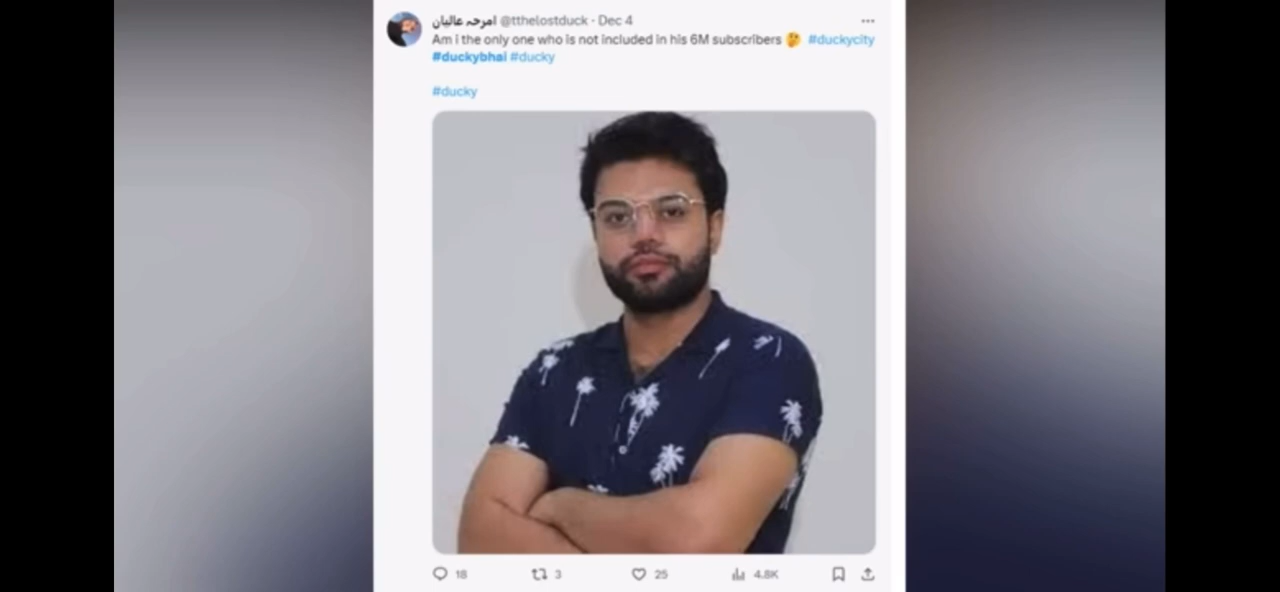 امرحہ عالیان @tthelostduck · Dec 4
Am i the only one who is not included in his 6M subscribers 🤔 #duckycity
#duckybhai #ducky
#ducky
18 3 25 4.8K